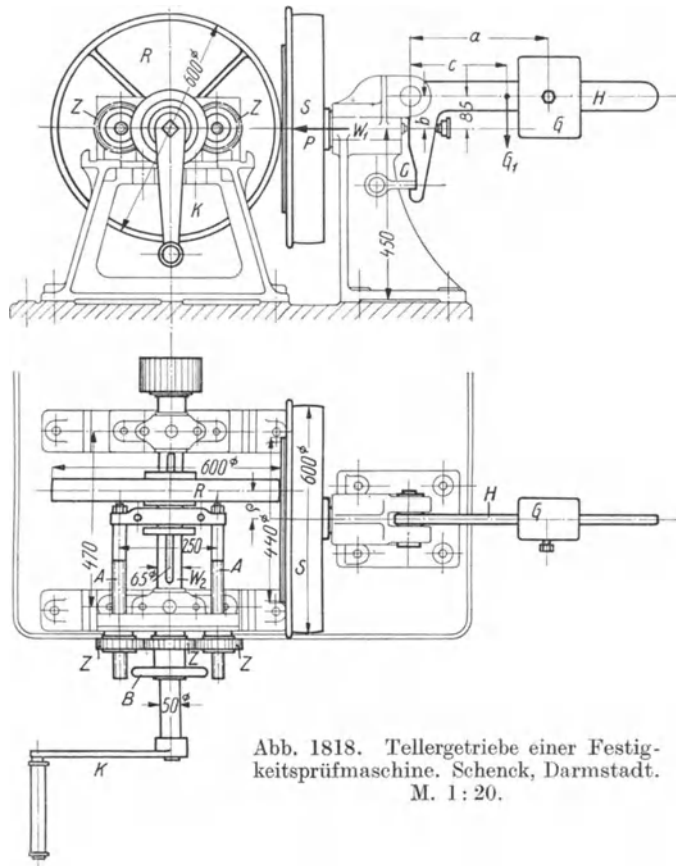 R
600⌀
Z
Z
K
S
P
W₁
a
c
b
85
H
G
G₁
C
450
600⌀
R
ρ
470
250
A
A
65⌀
W₂
440⌀
600⌀
S
H
G
Z
Z
Z
B
50⌀
K
Abb. 1818. Tellergetriebe einer Festig-
keitsprüfmaschine. Schenck, Darmstadt.
M. 1:20.